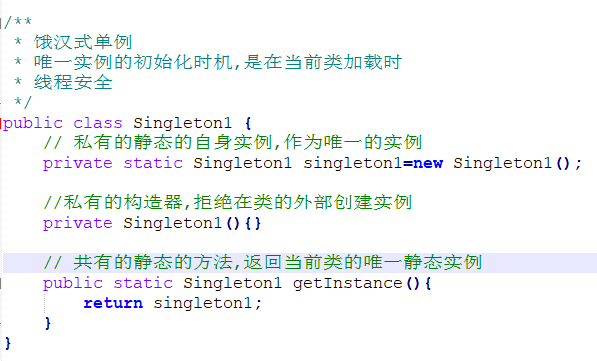 /**
 * 饿汉式单例
 * 唯一实例的初始化时机,是在当前类加载时
 * 线程安全
 */
public class Singleton1 {
    // 私有的静态的自身实例,作为唯一的实例
    private static Singleton1 singleton1=new Singleton1();
    //私有的构造器,拒绝在类的外部创建实例
    private Singleton1(){}
    // 共有的静态的方法,返回当前类的唯一静态实例
    public static Singleton1 getInstance(){
        return singleton1;
    }
}